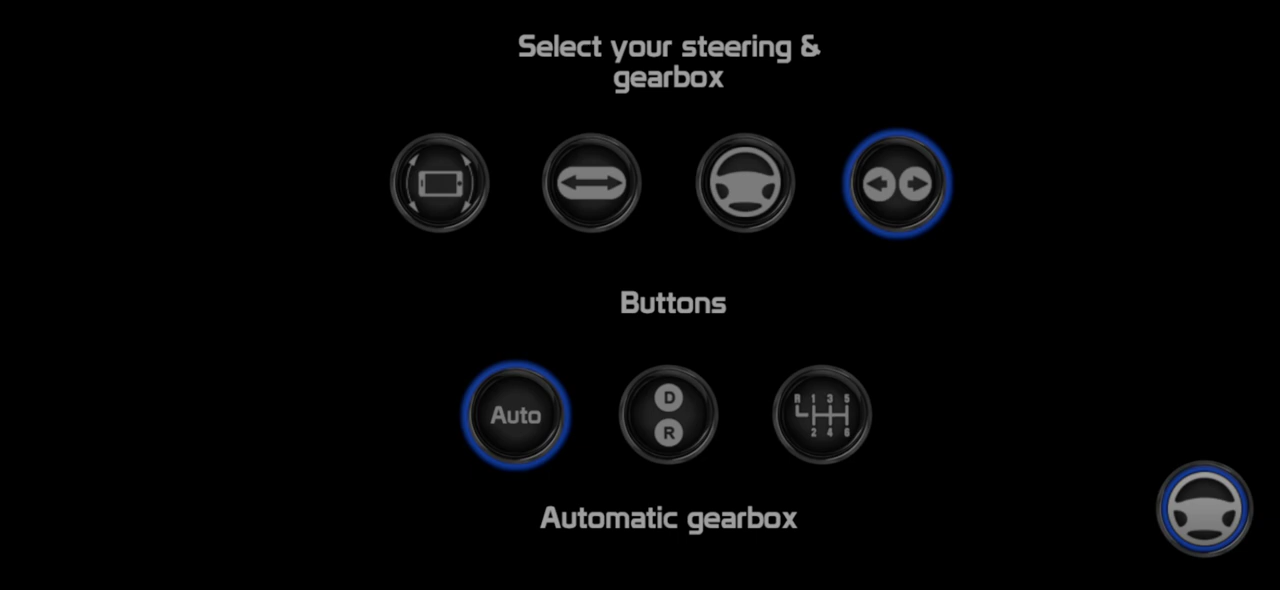 Select your steering &
gearbox
Buttons
Auto
D
R
R 1 3 5
2 4 6
Automatic gearbox